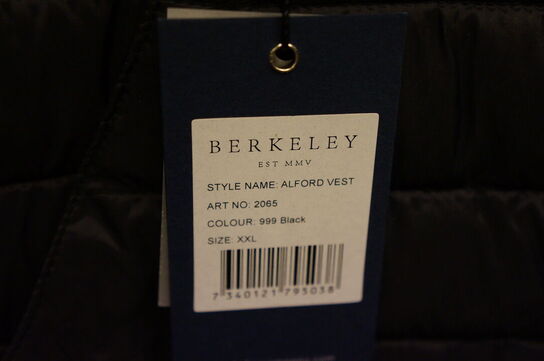 BERKELEY
EST MMV
STYLE NAME: ALFORD VEST
ART NO: 2065
COLOUR: 999 Black
SIZE: XXL
7 340121 795038